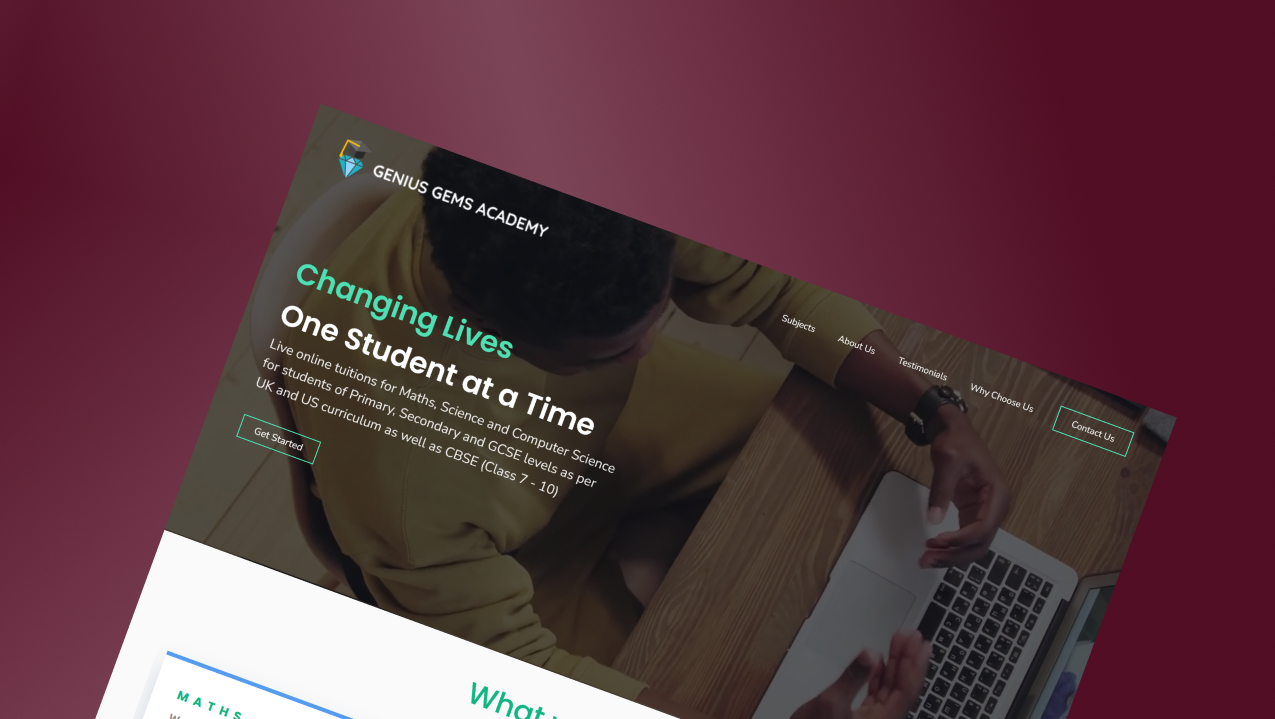 GENIUS GEMS ACADEMY
Subjects
About Us
Testimonials
Why Choose Us
Contact Us
Changing Lives
One Student at a Time
Live online tuitions for Maths, Science and Computer Science
for students of Primary, Secondary and GCSE levels as per
UK and US curriculum as well as CBSE (Class 7 - 10)
Get Started
What
MATHS